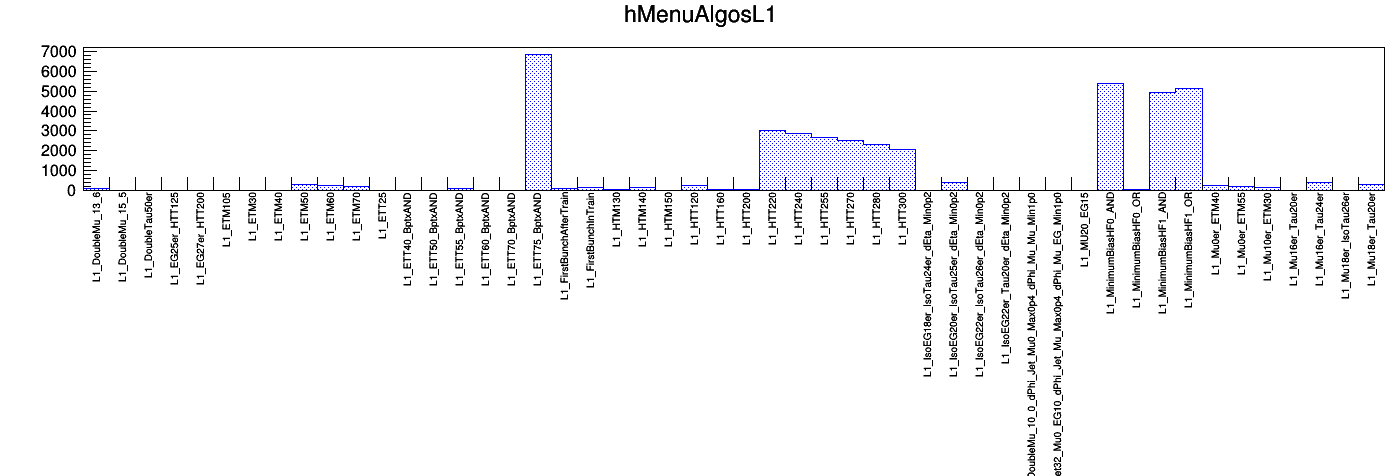 hMenuAlgosL1
7000
6000
5000
4000
3000
2000
1000
0
L1_DoubleMu_13_6
L1_DoubleMu_15_5
L1_DoubleTau50er
L1_EG25er_HTT125
L1_EG27er_HTT200
L1_ETM105
L1_ETM30
L1_ETM40
L1_ETM50
L1_ETM60
L1_ETM70
L1_ETT25
L1_ETT40_BptxAND
L1_ETT50_BptxAND
L1_ETT55_BptxAND
L1_ETT60_BptxAND
L1_ETT70_BptxAND
L1_ETT75_BptxAND
L1_FirstBunchAfterTrain
L1_FirstBunchInTrain
L1_HTM130
L1_HTM140
L1_HTM150
L1_HTT120
L1_HTT160
L1_HTT200
L1_HTT220
L1_HTT240
L1_HTT255
L1_HTT270
L1_HTT280
L1_HTT300
L1_IsoEG18er_IsoTau24er_dEta_Min0p2
L1_IsoEG20er_IsoTau25er_dEta_Min0p2
L1_IsoEG22er_IsoTau26er_dEta_Min0p2
L1_IsoEG22er_Tau20er_dEta_Min0p2
DoubleMu_10_0_dPhi_Jet_Mu0_Max0p4_dPhi_Mu_Mu_Min1p0
et32_Mu0_EG10_dPhi_Jet_Mu_Max0p4_dPhi_Mu_EG_Min1p0
L1_MU20_EG15
L1_MinimumBiasHF0_AND
L1_MinimumBiasHF0_OR
L1_MinimumBiasHF1_AND
L1_MinimumBiasHF1_OR
L1_Mu0er_ETM40
L1_Mu0er_ETM55
L1_Mu10er_ETM30
L1_Mu16er_Tau20er
L1_Mu16er_Tau24er
L1_Mu18er_IsoTau26er
L1_Mu18er_Tau20er